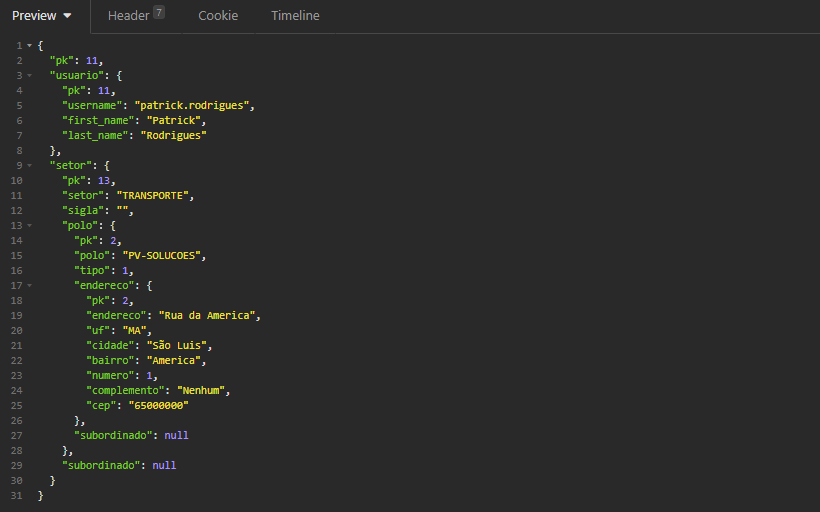 Preview Header 7 Cookie Timeline
1 {
2 "pk": 11,
3 "usuario": {
4 "pk": 11,
5 "username": "patrick.rodrigues",
6 "first_name": "Patrick",
7 "last_name": "Rodrigues"
8 },
9 "setor": {
10 "pk": 13,
11 "setor": "TRANSPORTE",
12 "sigla": "",
13 "polo": {
14 "pk": 2,
15 "polo": "PV-SOLUCOES",
16 "tipo": 1,
17 "endereco": {
18 "pk": 2,
19 "endereco": "Rua da America",
20 "uf": "MA",
21 "cidade": "São Luis",
22 "bairro": "America",
23 "numero": 1,
24 "complemento": "Nenhum",
25 "cep": "65000000"
26 },
27 "subordinado": null
28 },
29 "subordinado": null
30 }
31 }